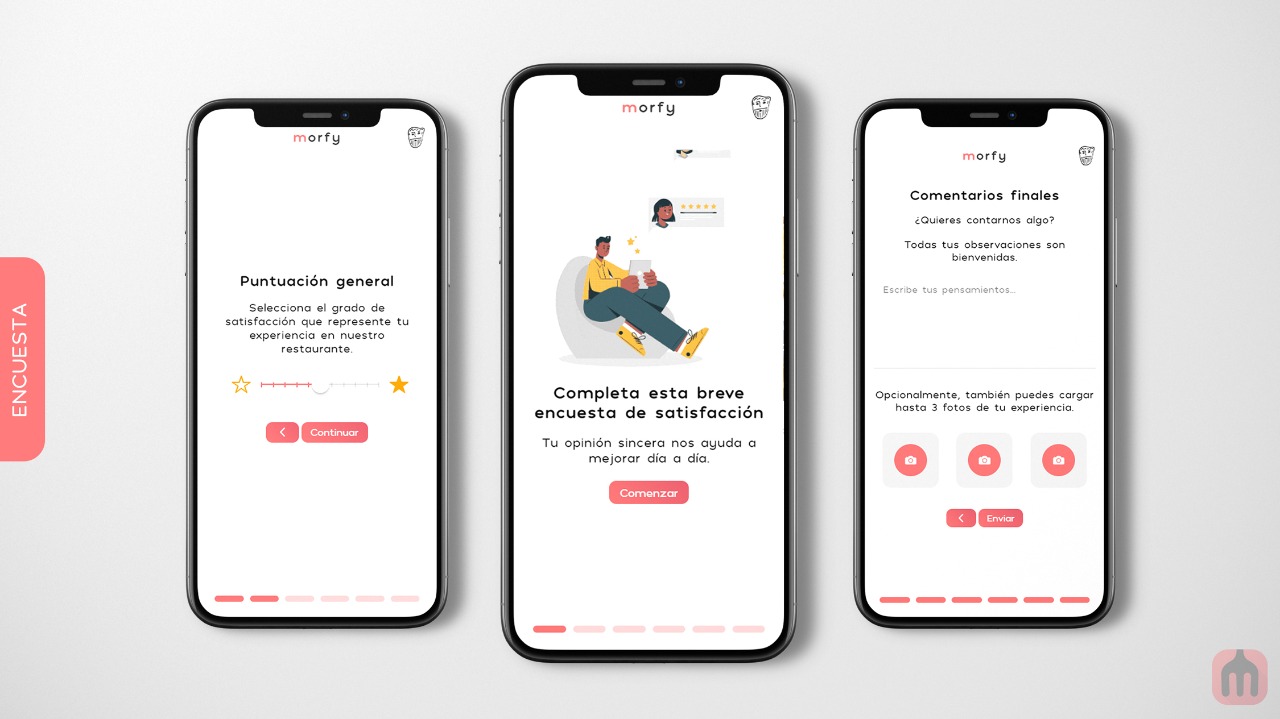 ENCUESTA
morfy
Puntuación general
Selecciona el grado de
satisfacción que represente tu
experiencia en nuestro
restaurante.
Continuar
morfy
Completa esta breve
encuesta de satisfacción
Tu opinión sincera nos ayuda a
mejorar día a día.
Comenzar
morfy
Comentarios finales
¿Quieres contarnos algo?
Todas tus observaciones son
bienvenidas.
Escribe tus pensamientos...
Opcionalmente, también puedes cargar
hasta 3 fotos de tu experiencia.
Enviar